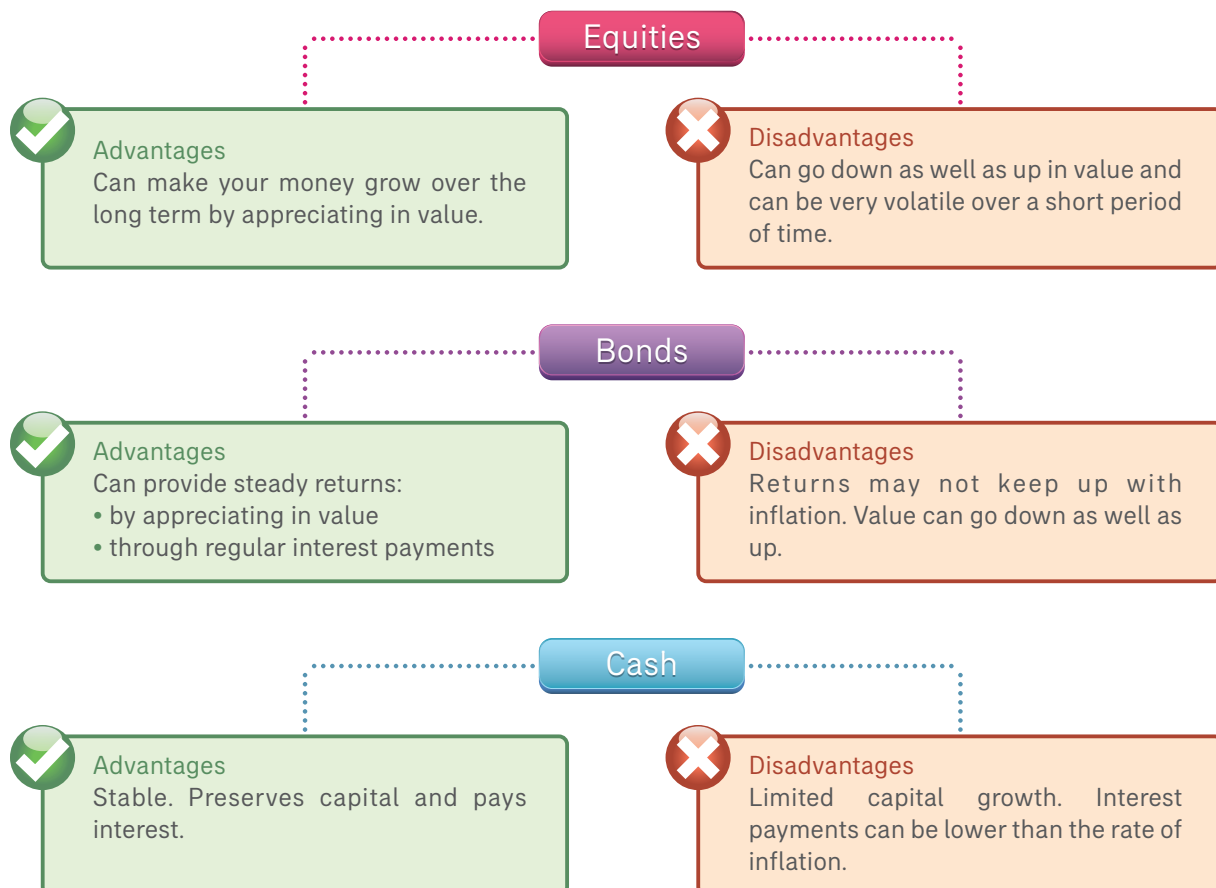 Equities
Advantages
Can make your money grow over the
long term by appreciating in value.
Disadvantages
Can go down as well as up in value and
can be very volatile over a short period
of time.
Bonds
Advantages
Can provide steady returns:
• by appreciating in value
• through regular interest payments
Disadvantages
Returns may not keep up with
inflation. Value can go down as well as
up.
Cash
Advantages
Stable. Preserves capital and pays
interest.
Disadvantages
Limited capital growth. Interest
payments can be lower than the rate of
inflation.